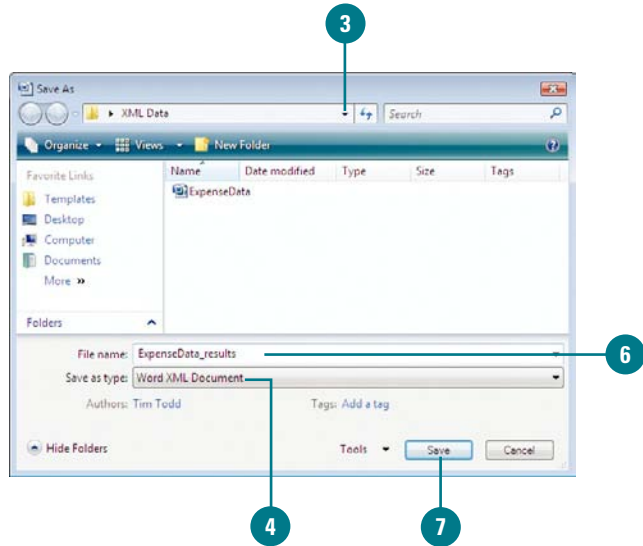 3
Save As
XML Data
Search
Organize Views New Folder
Favorite Links
Name Date modified Type Size Tags
Templates
ExpenseData
Desktop
Computer
Documents
More »
Folders
File name: ExpenseData_results
6
Save as type: Word XML Document
Authors: Tim Todd Tags: Add a tag
Hide Folders Tools Save Cancel
4
7